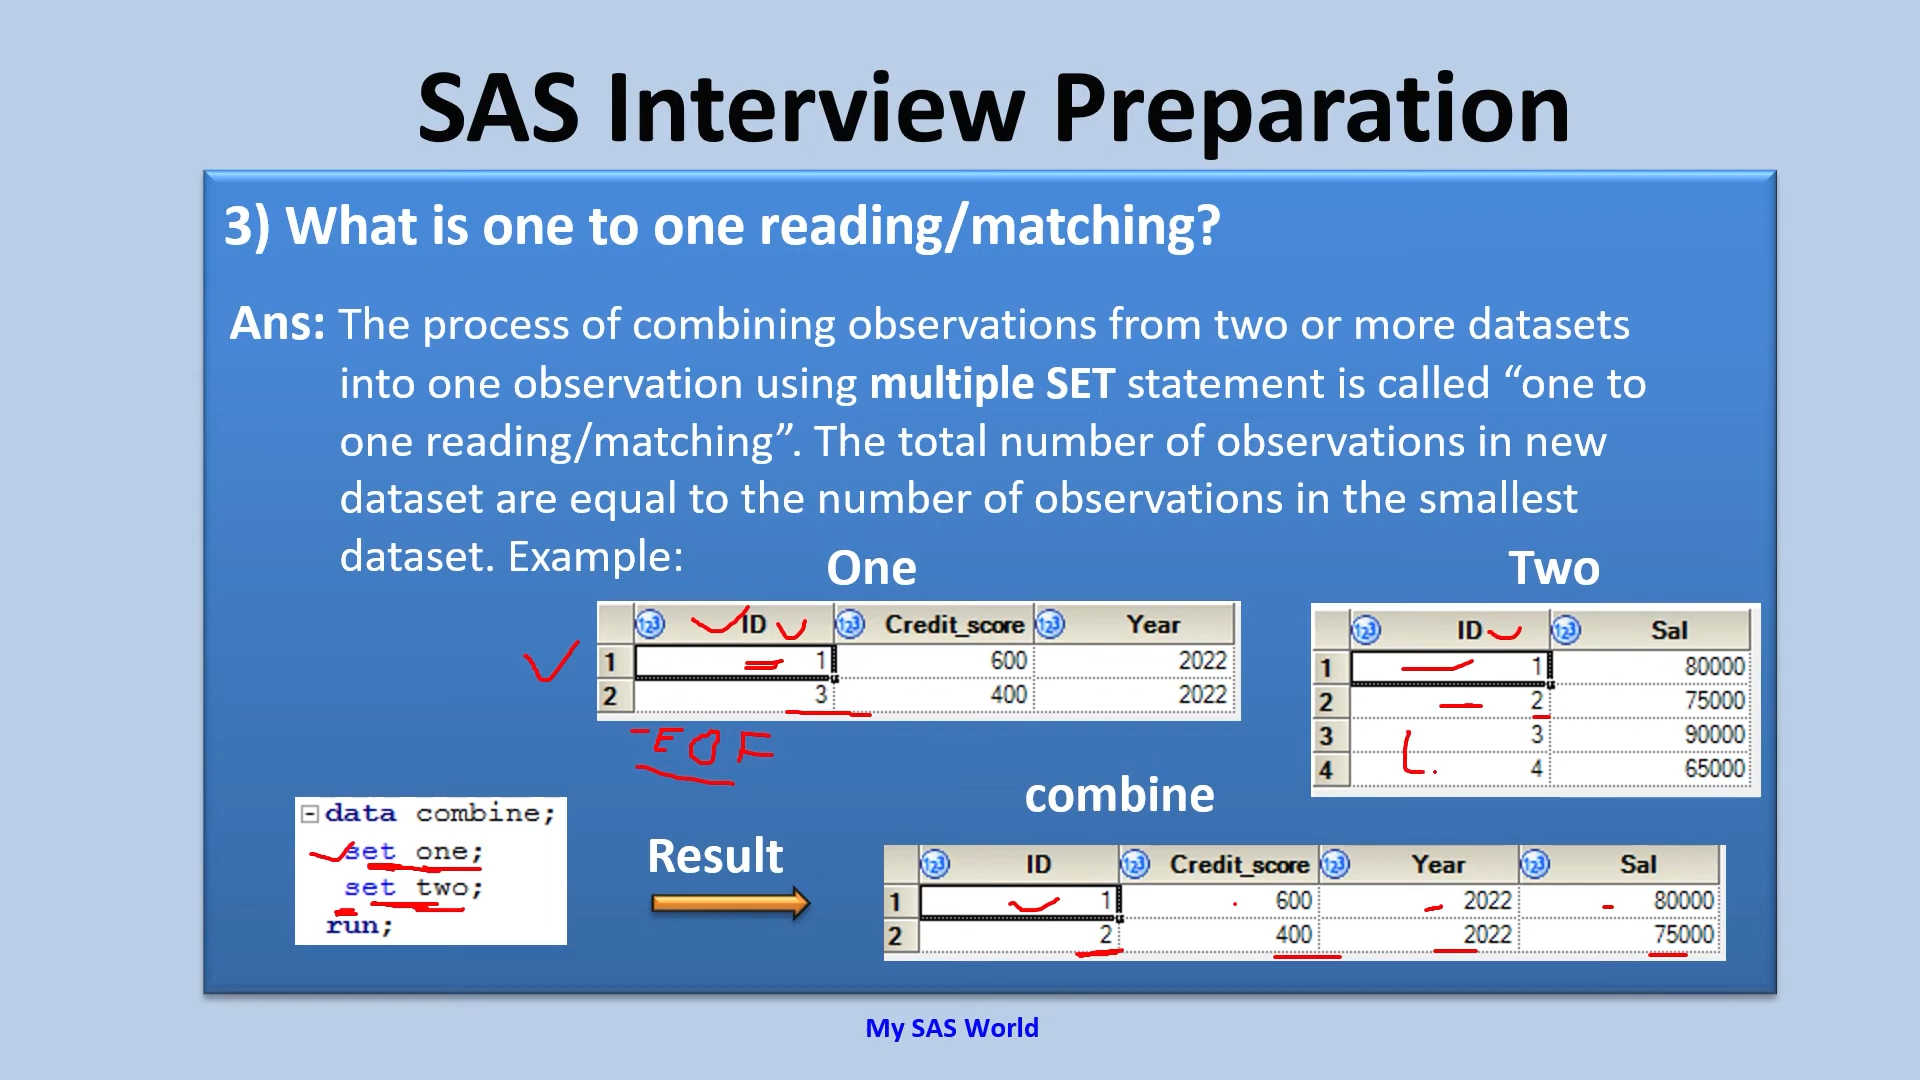 SAS Interview Preparation
3) What is one to one reading/matching?
Ans: The process of combining observations from two or more datasets
into one observation using multiple SET statement is called “one to
one reading/matching”. The total number of observations in new
dataset are equal to the number of observations in the smallest
dataset. Example:
One
ID Credit_score Year
1 1 600 2022
2 3 400 2022
EOF
Two
ID Sal
1 1 80000
2 2 75000
3 3 90000
4 4 65000
data combine;
set one;
set two;
run;
Result
combine
ID Credit_score Year Sal
1 1 600 2022 80000
2 2 400 2022 75000
My SAS World